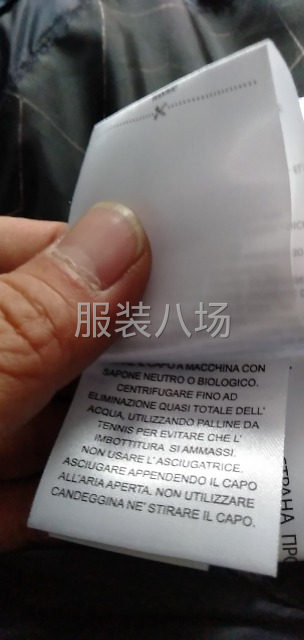 服装八场
CAPO A MACCHINA CON
SAPONE NEUTRO O BIOLOGICO.
CENTRIFUGARE FINO AD
ELIMINAZIONE QUASI TOTALE DELL'
ACQUA, UTILIZZANDO PALLINE DA
TENNIS PER EVITARE CHE L'
IMBOTTITURA SI AMMASSI.
NON USARE L'ASCIUGATRICE.
ASCIUGARE APPENDENDO IL CAPO
ALL'ARIA APERTA. NON UTILIZZARE
CANDEGGINA NE' STIRARE IL CAPO.
СТРАНА ПРО